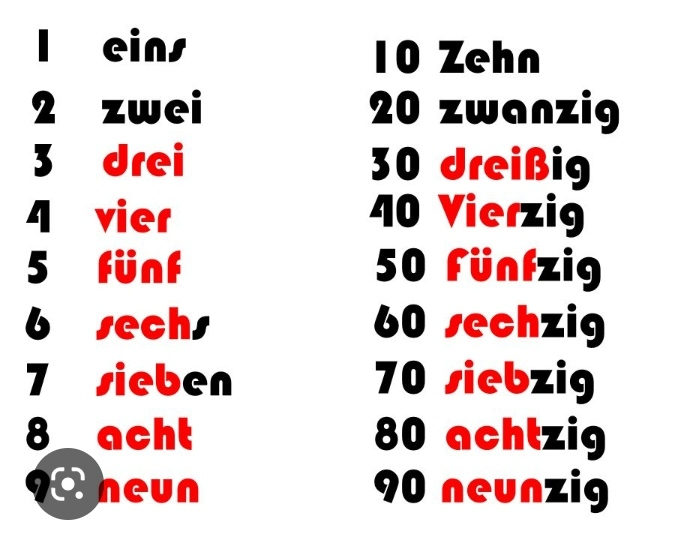 1 eins
2 zwei
3 drei
4 vier
5 fünf
6 sechs
7 sieben
8 acht
9 neun
10 Zehn
20 zwanzig
30 dreißig
40 Vierzig
50 Fünfzig
60 sechzig
70 siebzig
80 achtzig
90 neunzig